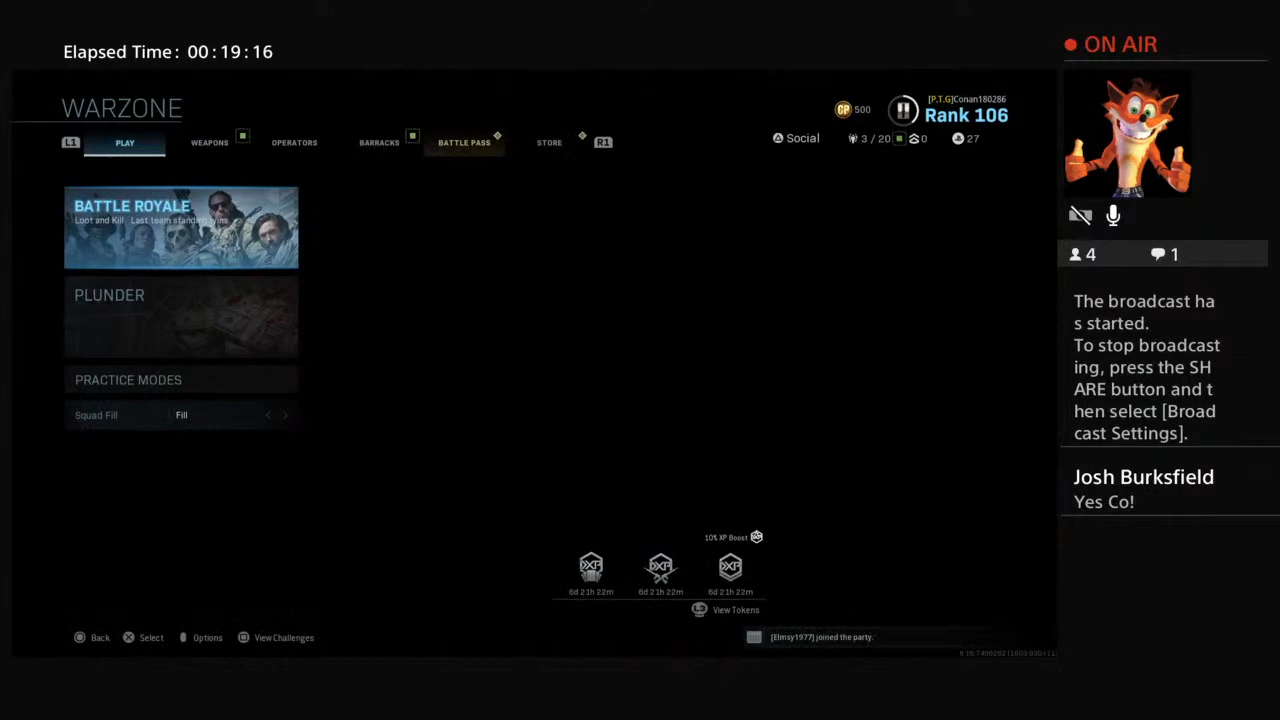 Elapsed Time: 00:19:16
ON AIR
WARZONE
CP 500
[P.T.G]Conan180286
Rank 106
L1 PLAY WEAPONS OPERATORS BARRACKS BATTLE PASS STORE R1
Social 3 / 20 0 27
BATTLE ROYALE
Loot and Kill. Last team standing wins.
PLUNDER
PRACTICE MODES
Squad Fill Fill
4 1
The broadcast ha
s started.
To stop broadcast
ing, press the SH
ARE button and t
hen select [Broad
cast Settings].
Josh Burksfield
Yes Co!
10% XP Boost
6d 21h 22m 6d 21h 22m 6d 21h 22m
L3 View Tokens
Back Select Options View Challenges
[Elmsy1977] joined the party.